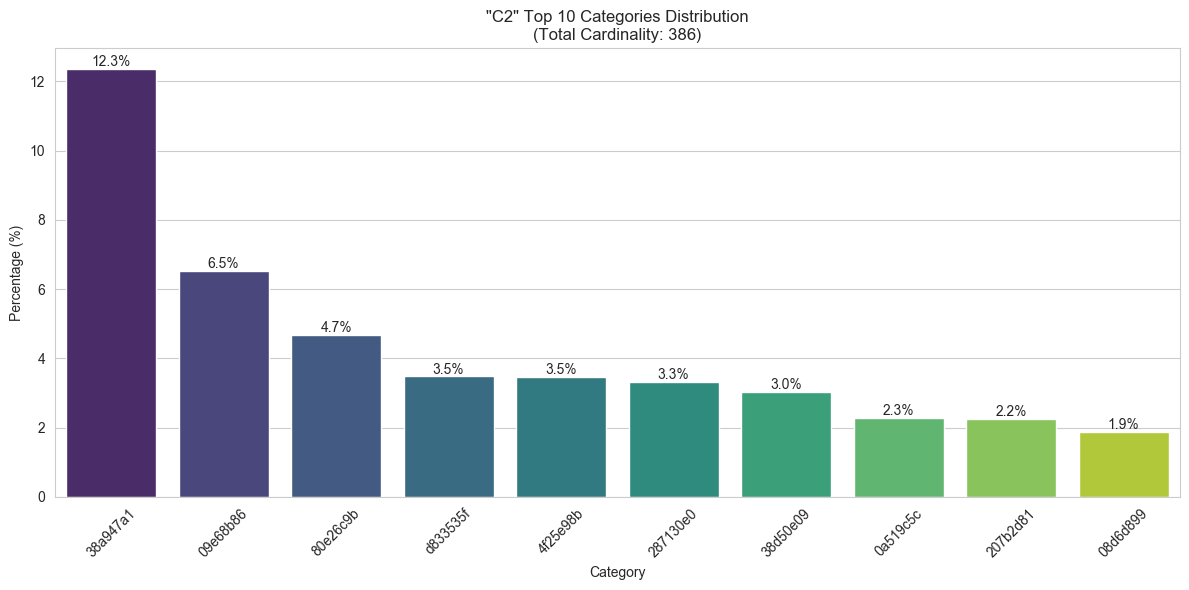 "C2" Top 10 Categories Distribution
(Total Cardinality: 386)
Percentage (%)
12
10
8
6
4
2
0
12.3%
6.5%
4.7%
3.5%
3.5%
3.3%
3.0%
2.3%
2.2%
1.9%
38a947a1
09e68b86
80e26c9b
d833535f
4f25e98b
287130e0
38d50e09
0a519c5c
207b2d81
08d6d899
Category